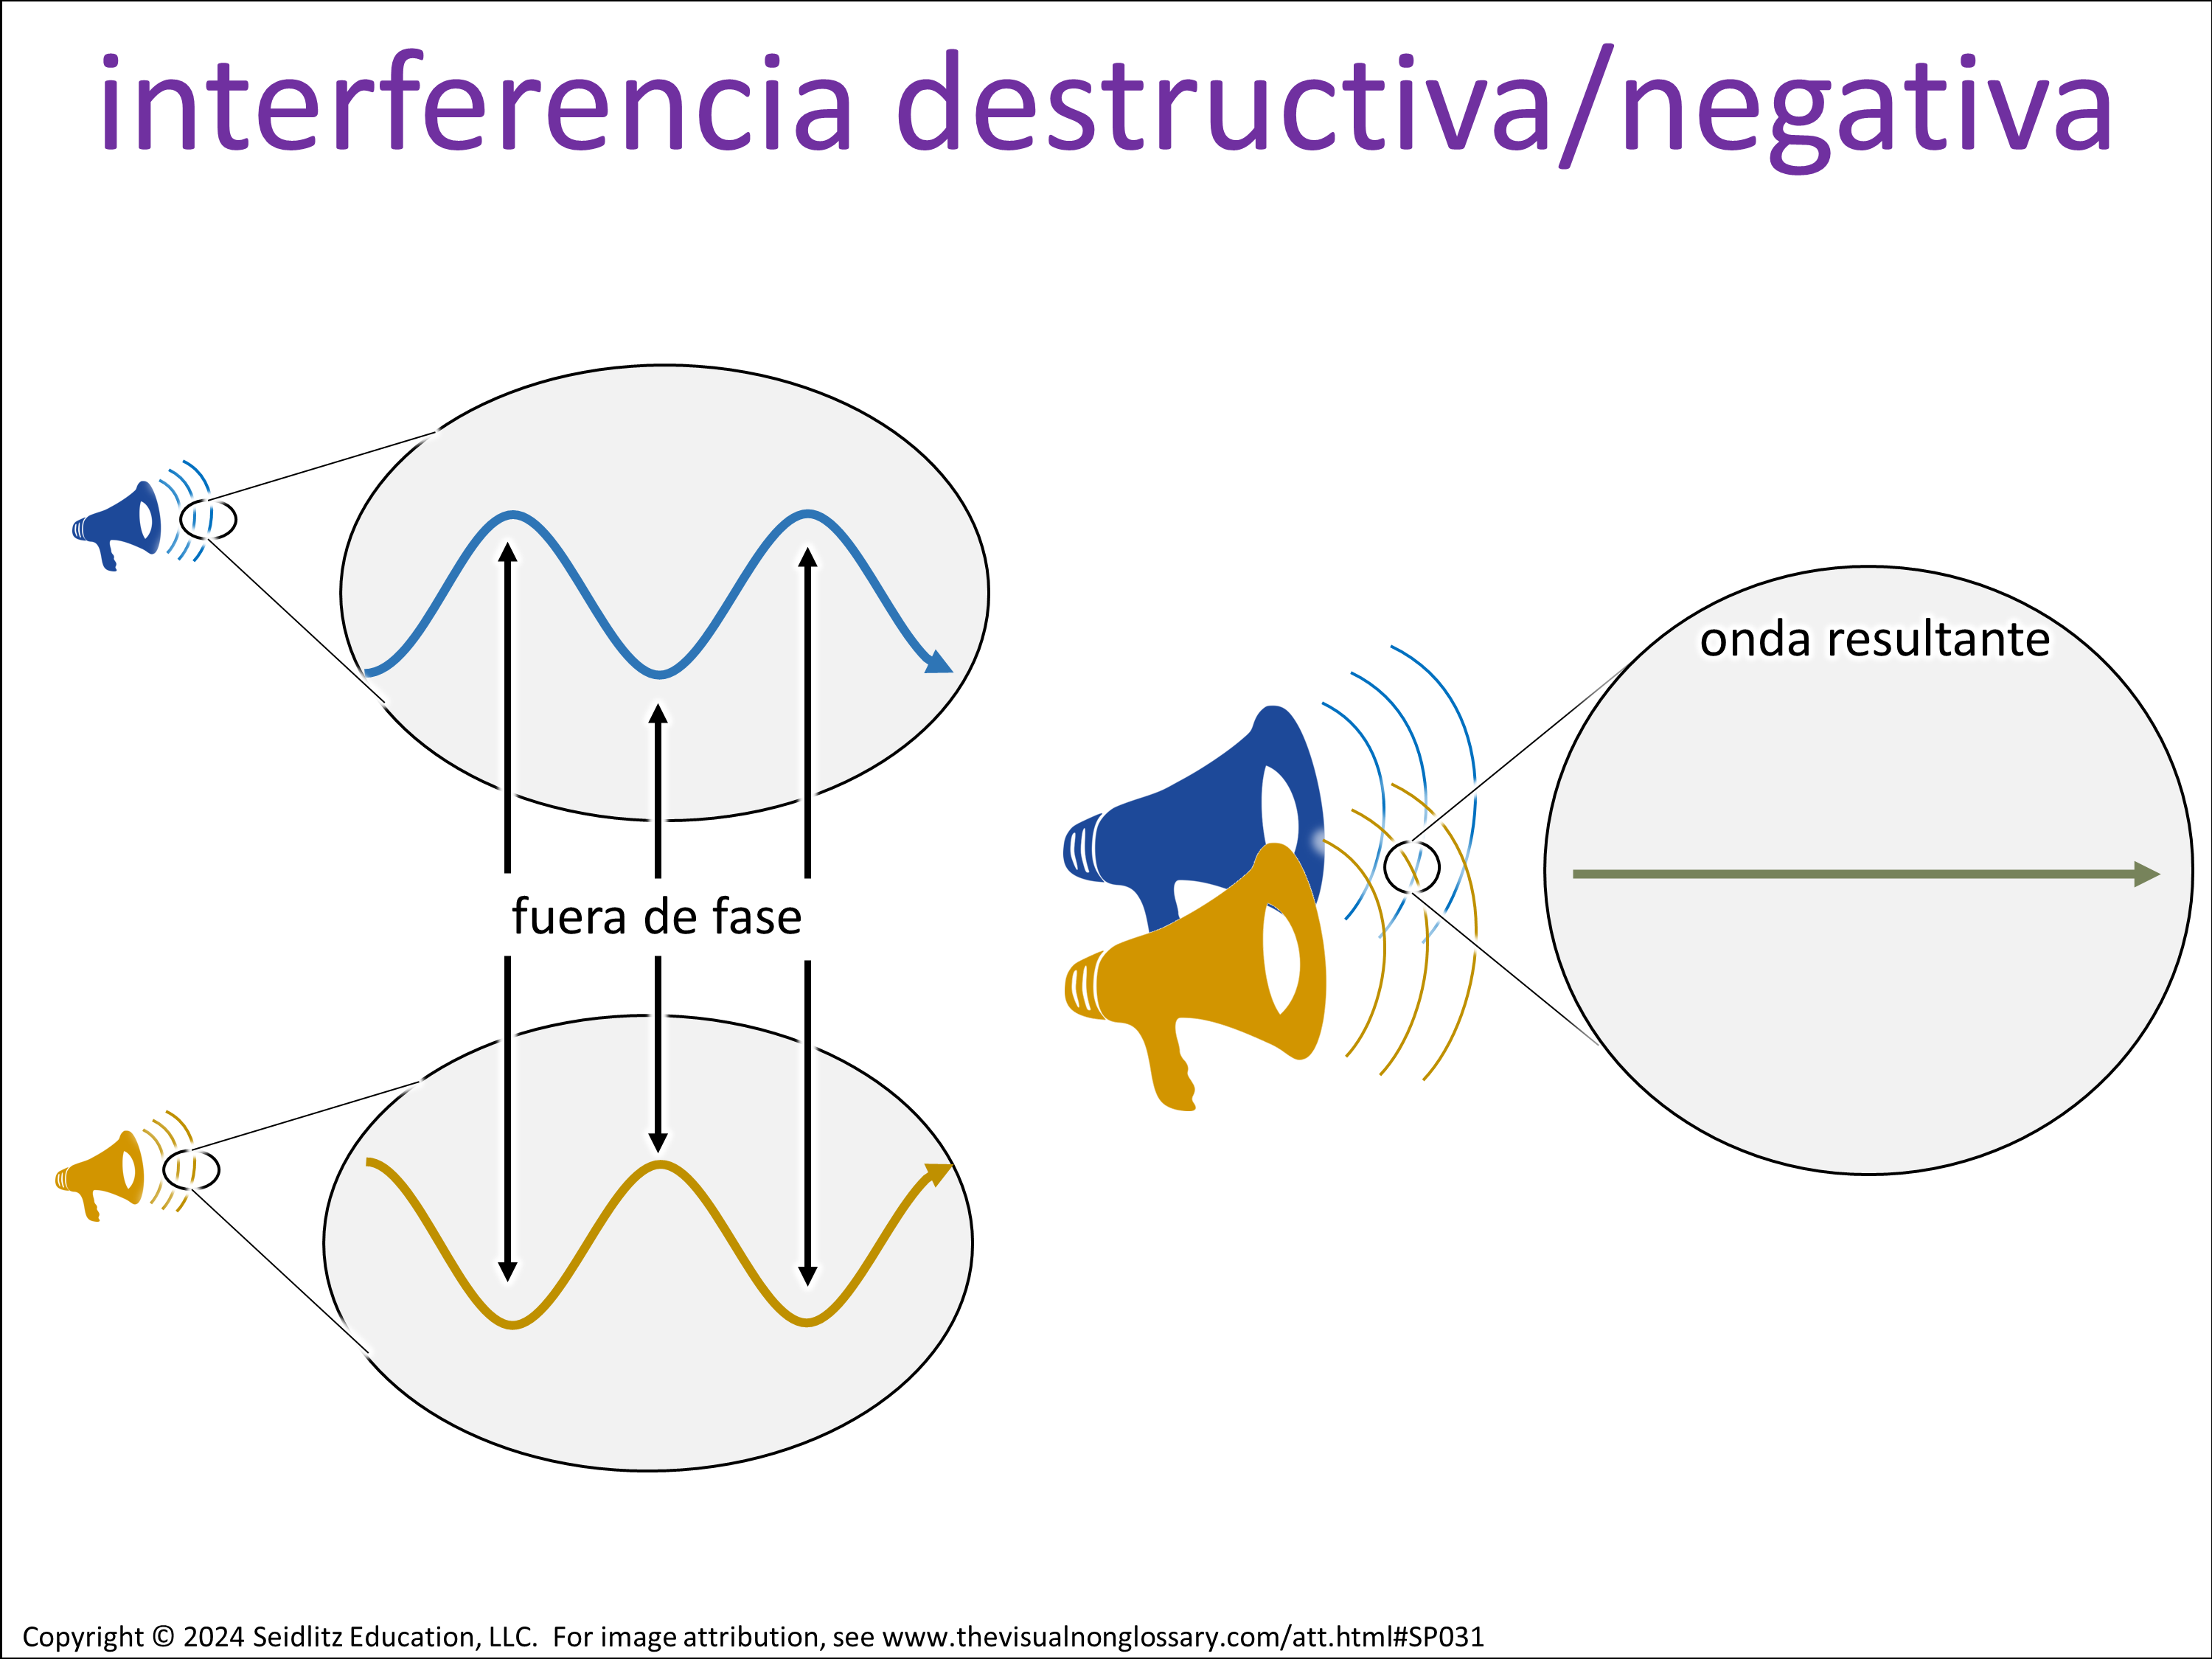 interferencia destructiva/negativa
onda resultante
fuera de fase
Copyright © 2024 Seidlitz Education, LLC.  For image attribution, see www.thevisualnonglossary.com/att.html#SP031